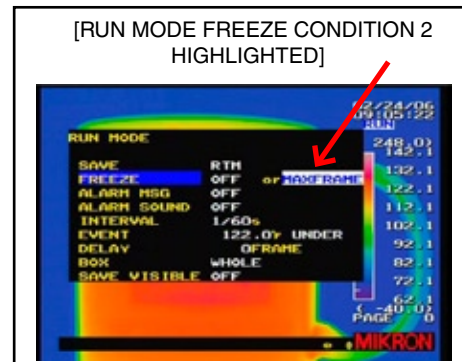 [RUN MODE FREEZE CONDITION 2
HIGHLIGHTED]
02/24/06
09:05:22
RUN
RUN MODE
248.0)
142.1
SAVE RTM
132.1
FREEZE OFF or MAXFRAME
ALARM MSG OFF
122.1
ALARM SOUND OFF
112.1
INTERVAL 1/60s
102.1
EVENT 122.0F UNDER
DELAY 0FRAME
92.1
BOX WHOLE
82.1
SAVE VISIBLE OFF
72.1
62.1
( -40.0)
PAGE 0
MIKRON